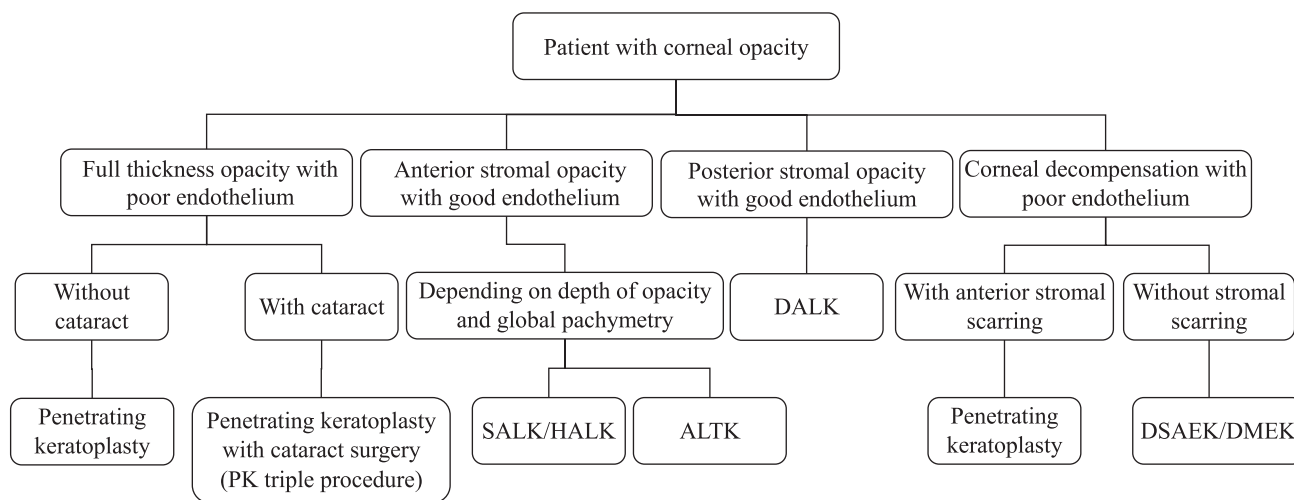 Patient with corneal opacity
Full thickness opacity with
poor endothelium
Anterior stromal opacity
with good endothelium
Posterior stromal opacity
with good endothelium
Corneal decompensation with
poor endothelium
Without
cataract
With cataract
Depending on depth of opacity
and global pachymetry
DALK
With anterior stromal
scarring
Without stromal
scarring
Penetrating
keratoplasty
Penetrating keratoplasty
with cataract surgery
(PK triple procedure)
SALK/HALK
ALTK
Penetrating
keratoplasty
DSAEK/DMEK